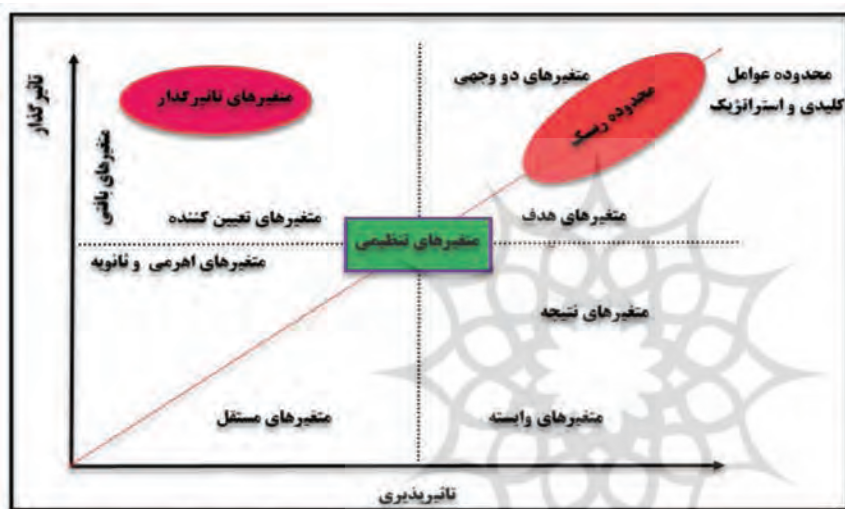 محدوده عوامل
کلیدی و استراتژیک
متغیرهای دو وجهی
محدوده ریسک
متغیرهای تاثیرگذار
تاثیرگذار
متغیرهای بافتی
متغیرهای هدف
متغیرهای تعیین کننده
متغیرهای تنظیمی
متغیرهای اهرمی و ثانویه
متغیرهای نتیجه
متغیرهای وابسته
متغیرهای مستقل
تاثیرپذیری